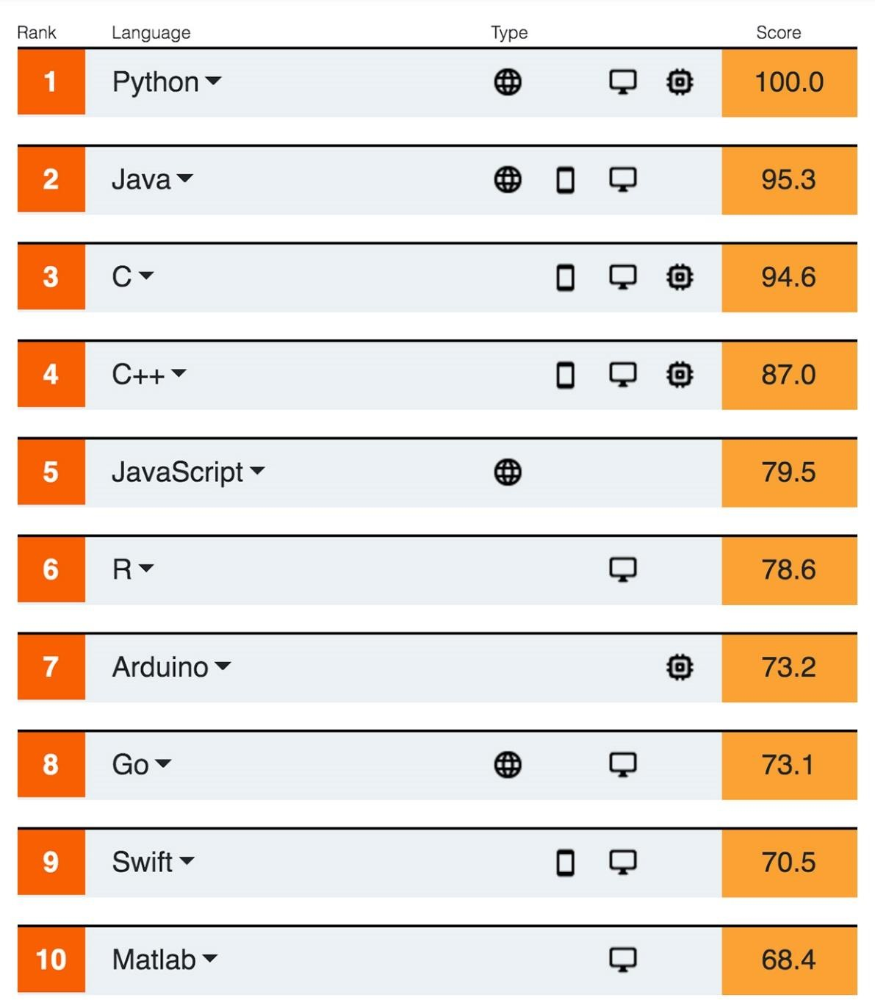 Rank Language Type Score
1 Python 100.0
2 Java 95.3
3 C 94.6
4 C++ 87.0
5 JavaScript 79.5
6 R 78.6
7 Arduino 73.2
8 Go 73.1
9 Swift 70.5
10 Matlab 68.4